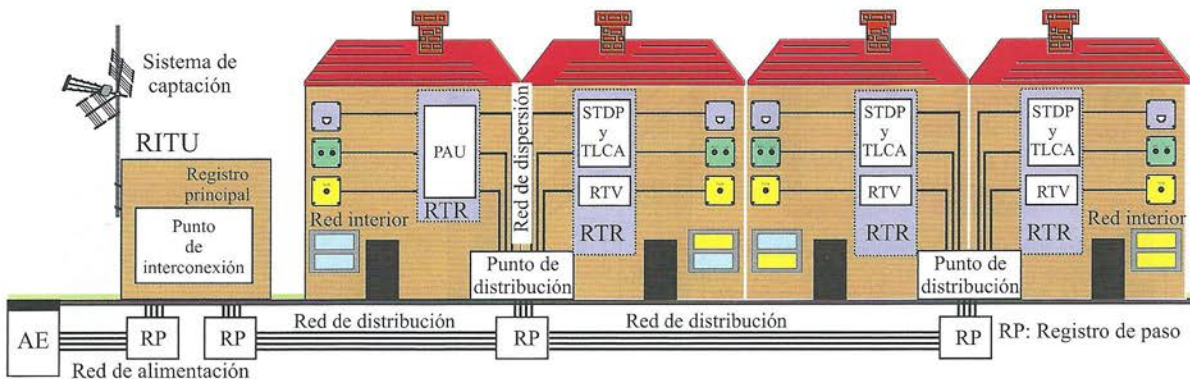 Sistema de
captación
RITU
Registro
principal
Punto
de
interconexión
AE
RP
RP
Red de alimentación
Red de distribución
PAU
RTR
Red interior
Red de dispersión
STDP
y
TLCA
RTV
RTR
Punto de
distribución
RP
Red de distribución
STDP
y
TLCA
RTV
RTR
STDP
y
TLCA
RTV
RTR
Red interior
Punto de
distribución
RP
RP: Registro de paso